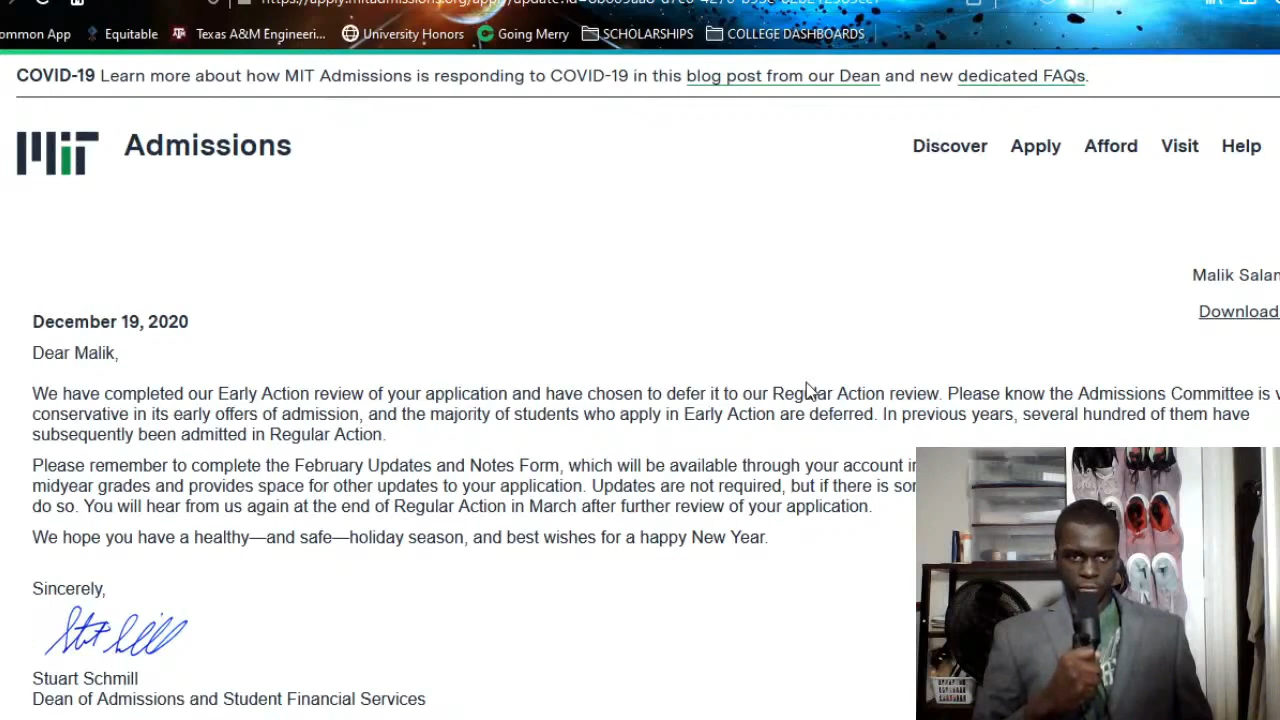 ommon App Equitable Texas A&M Engineeri... University Honors Going Merry SCHOLARSHIPS COLLEGE DASHBOARDS
COVID-19 Learn more about how MIT Admissions is responding to COVID-19 in this blog post from our Dean and new dedicated FAQs.
MIT Admissions Discover Apply Afford Visit Help
Malik Salan
Download
December 19, 2020
Dear Malik,
We have completed our Early Action review of your application and have chosen to defer it to our Regular Action review. Please know the Admissions Committee is v
conservative in its early offers of admission, and the majority of students who apply in Early Action are deferred. In previous years, several hundred of them have
subsequently been admitted in Regular Action.
Please remember to complete the February Updates and Notes Form, which will be available through your account in
midyear grades and provides space for other updates to your application. Updates are not required, but if there is so
do so. You will hear from us again at the end of Regular Action in March after further review of your application.
We hope you have a healthy—and safe—holiday season, and best wishes for a happy New Year.
Sincerely,
Stuart Schmill
Dean of Admissions and Student Financial Services